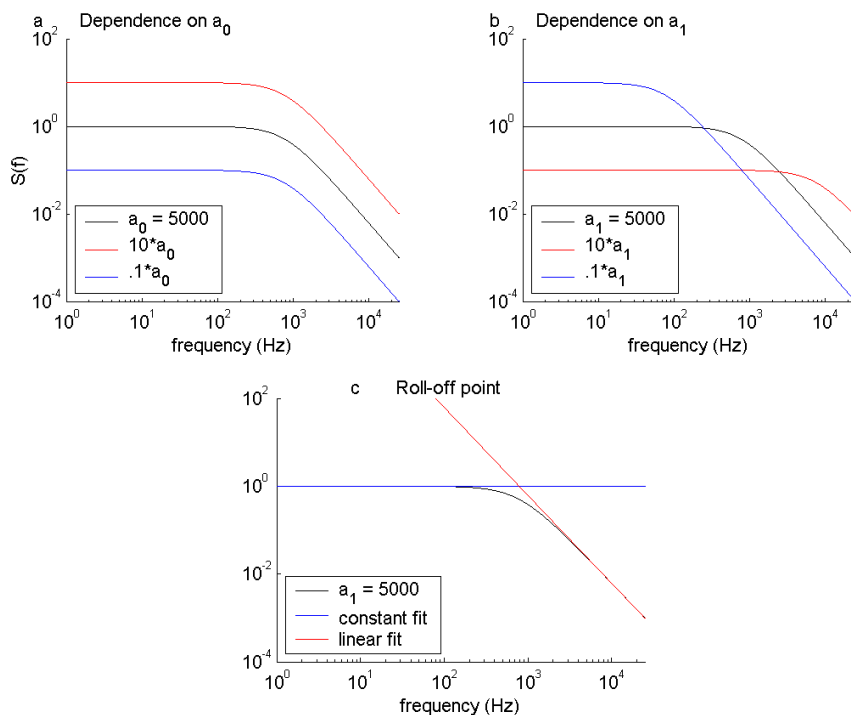 a Dependence on a0
10^2
10^0
10^-2
10^-4
S(f)
a0 = 5000
10*a0
.1*a0
10^0 10^1 10^2 10^3 10^4
frequency (Hz)
b Dependence on a1
10^2
10^0
10^-2
10^-4
a1 = 5000
10*a1
.1*a1
10^0 10^1 10^2 10^3 10^4
frequency (Hz)
c Roll-off point
10^2
10^0
10^-2
10^-4
a1 = 5000
constant fit
linear fit
10^0 10^1 10^2 10^3 10^4
frequency (Hz)